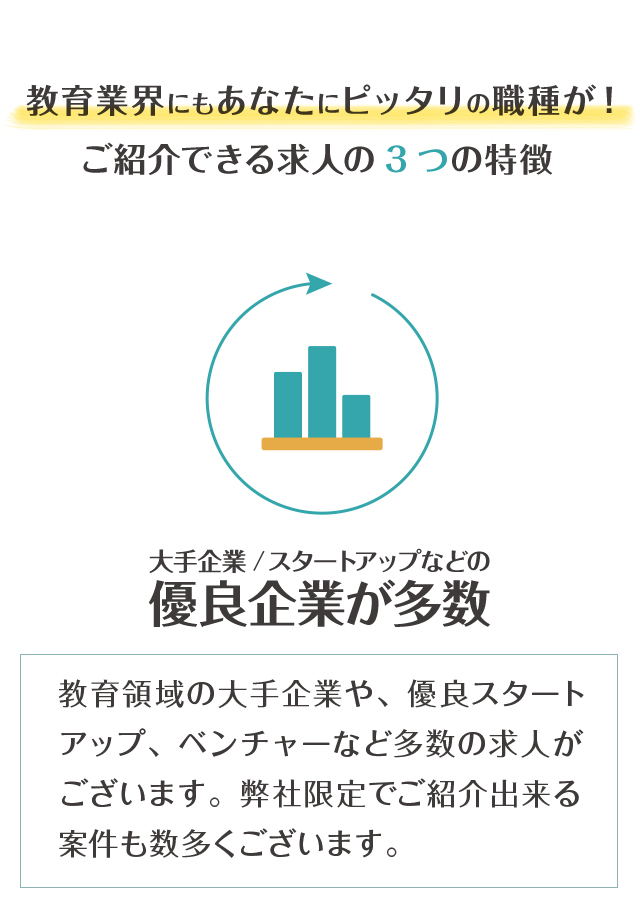 教育業界にもあなたにピッタリの職種が！
ご紹介できる求人の３つの特徴
大手企業/スタートアップなどの
優良企業が多数
教育領域の大手企業や、優良スタート
アップ、ベンチャーなど多数の求人が
ございます。弊社限定でご紹介出来る
案件も数多くございます。